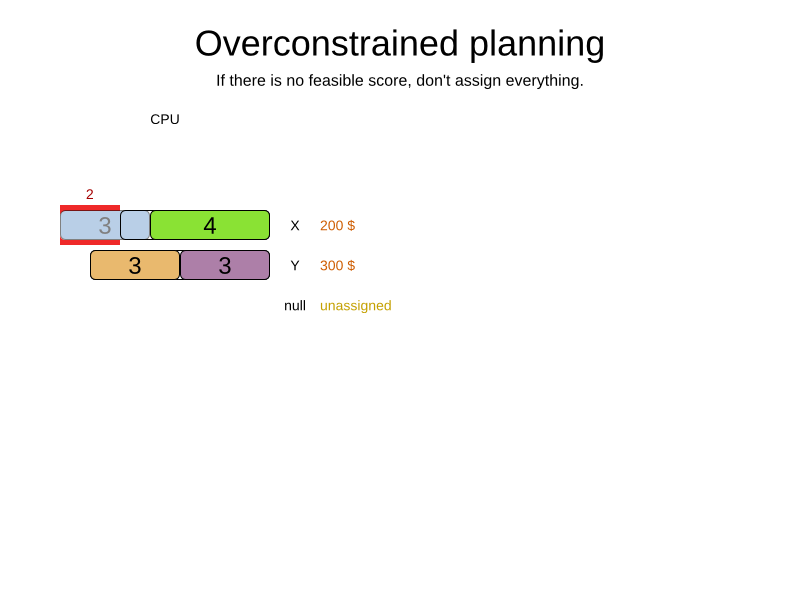 Overconstrained planning
If there is no feasible score, don't assign everything.
CPU
2
3 4 X 200 $
3 3 Y 300 $
null unassigned